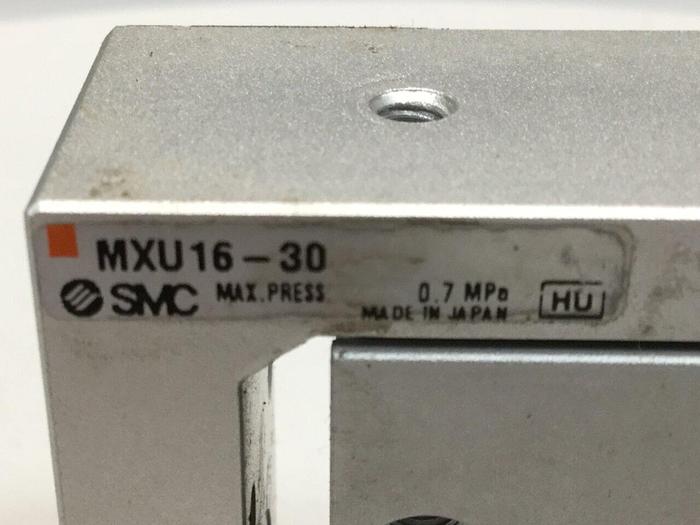 MXU16-30
SMC MAX.PRESS 0.7 MPa
MADE IN JAPAN HU